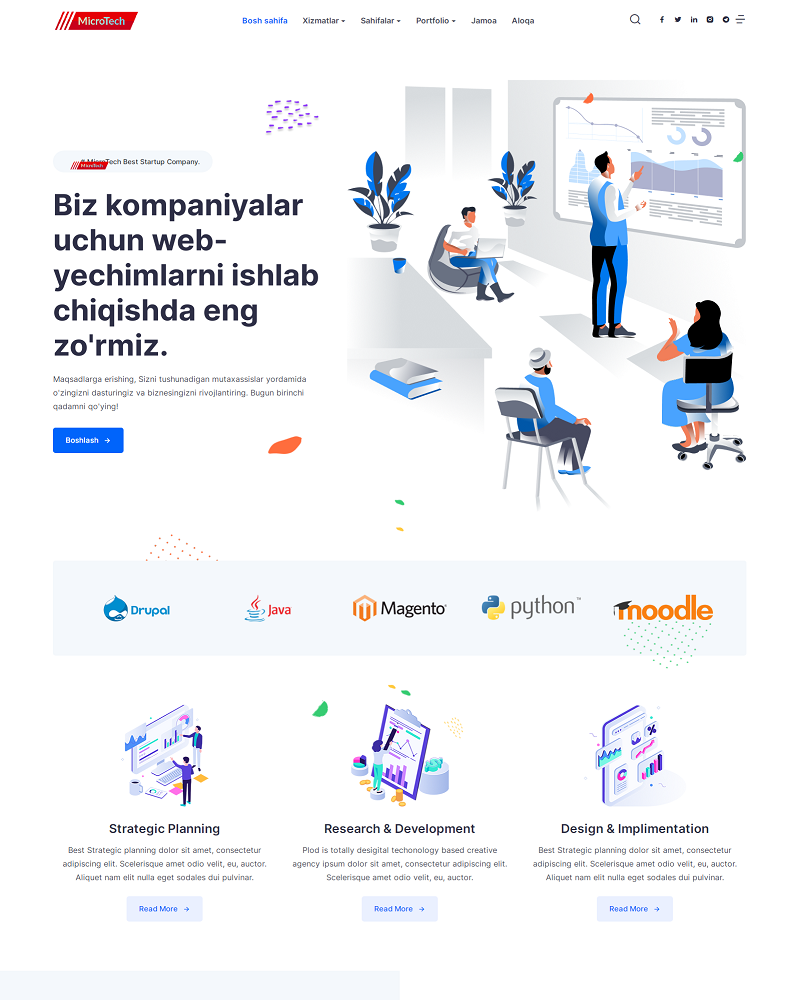 MicroTech
Bosh sahifa Xizmatlar Sahifalar Portfolio Jamoa Aloqa
# MicroTech Best Startup Company.
Biz kompaniyalar
uchun web-
yechimlarni ishlab
chiqishda eng
zo'rmiz.
Maqsadlarga erishing, Sizni tushunadigan mutaxassislar yordamida
o'zingizni dasturingiz va biznesingizni rivojlantiring. Bugun birinchi
qadamni qo'ying!
Boshlash →
Drupal Java Magento python™ moodle
Strategic Planning
Best Strategic planning dolor sit amet, consectetur
adipiscing elit. Scelerisque amet odio velit, eu, auctor.
Aliquet nam elit nulla eget sodales dui pulvinar.
Read More →
Research & Development
Plod is totally desigital techonology based creative
agency ipsum dolor sit amet, consectetur adipiscing elit.
Scelerisque amet odio velit, eu, auctor.
Read More →
Design & Implimentation
Best Strategic planning dolor sit amet, consectetur
adipiscing elit. Scelerisque amet odio velit, eu, auctor.
Aliquet nam elit nulla eget sodales dui pulvinar.
Read More →